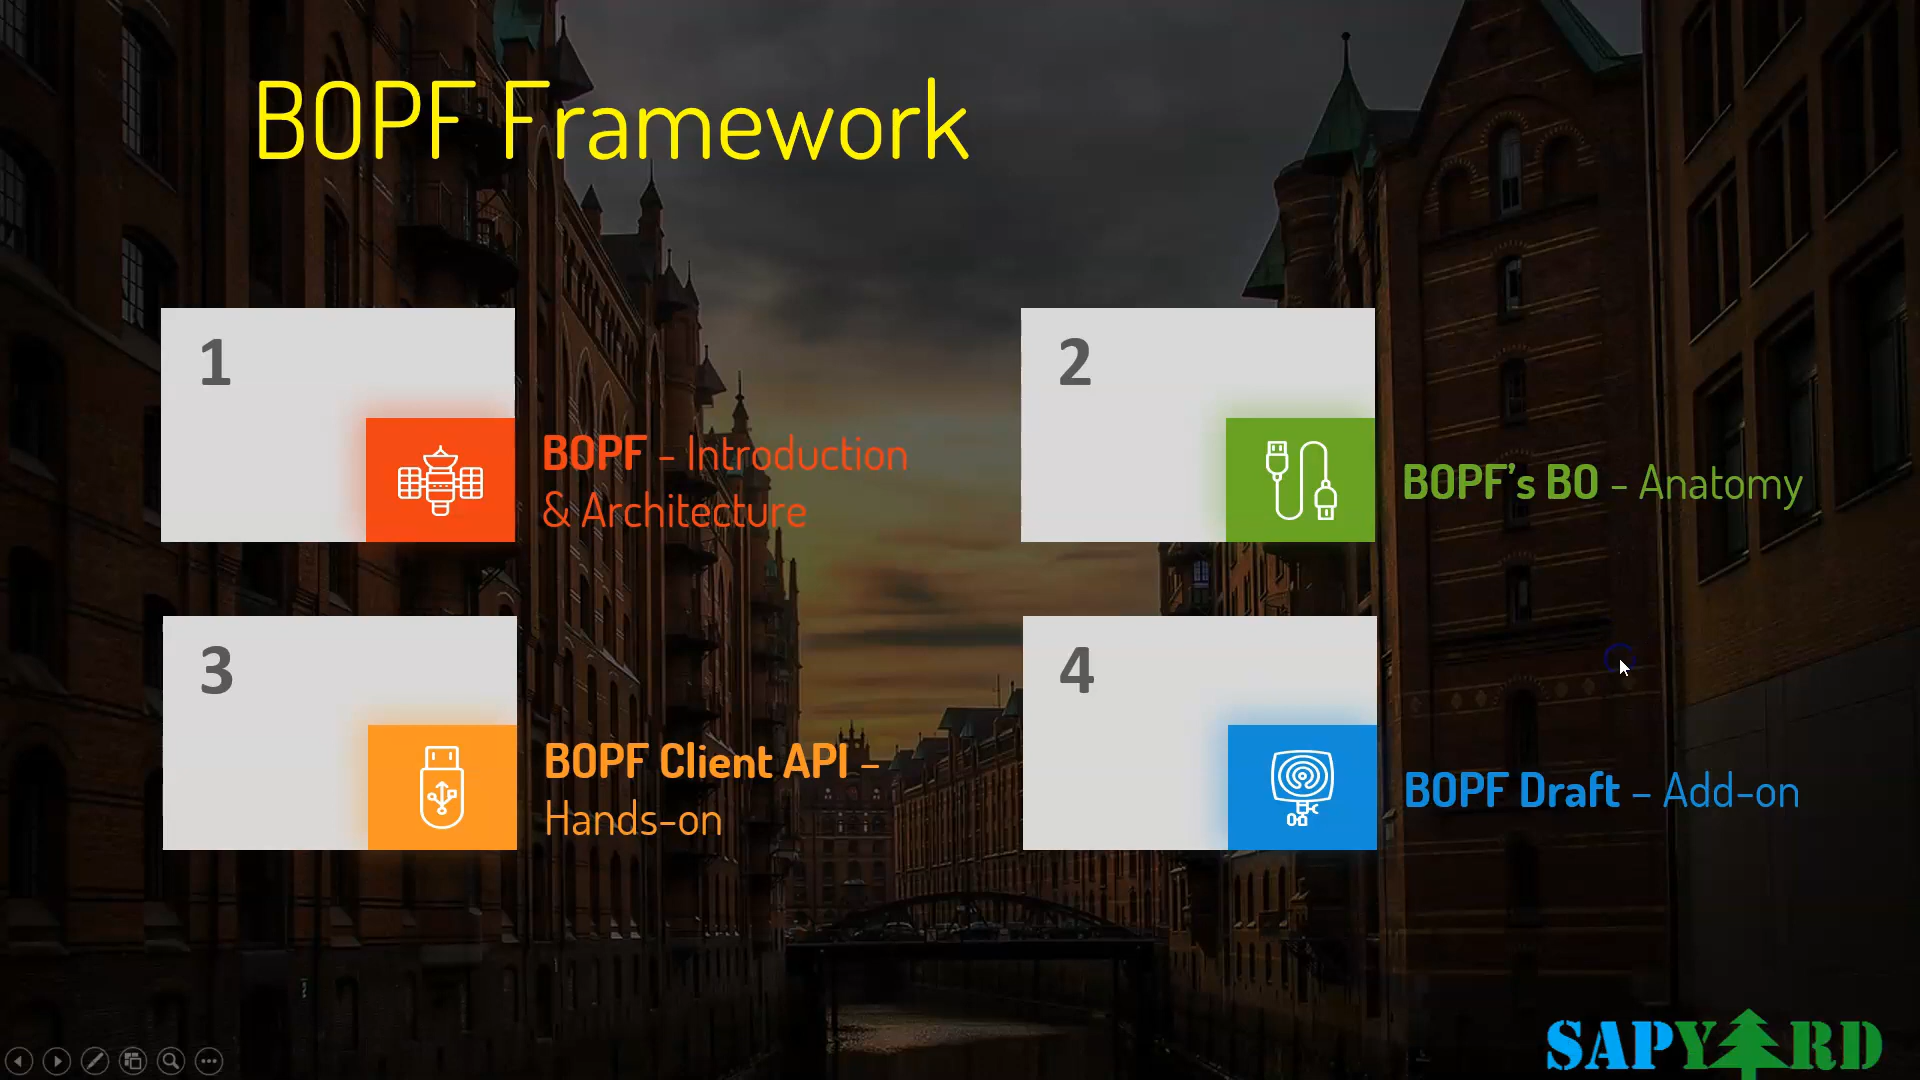 BOPF Framework
1
BOPF – Introduction
& Architecture
2
BOPF's BO – Anatomy
3
BOPF Client API –
Hands-on
4
BOPF Draft – Add-on
SAPYARD